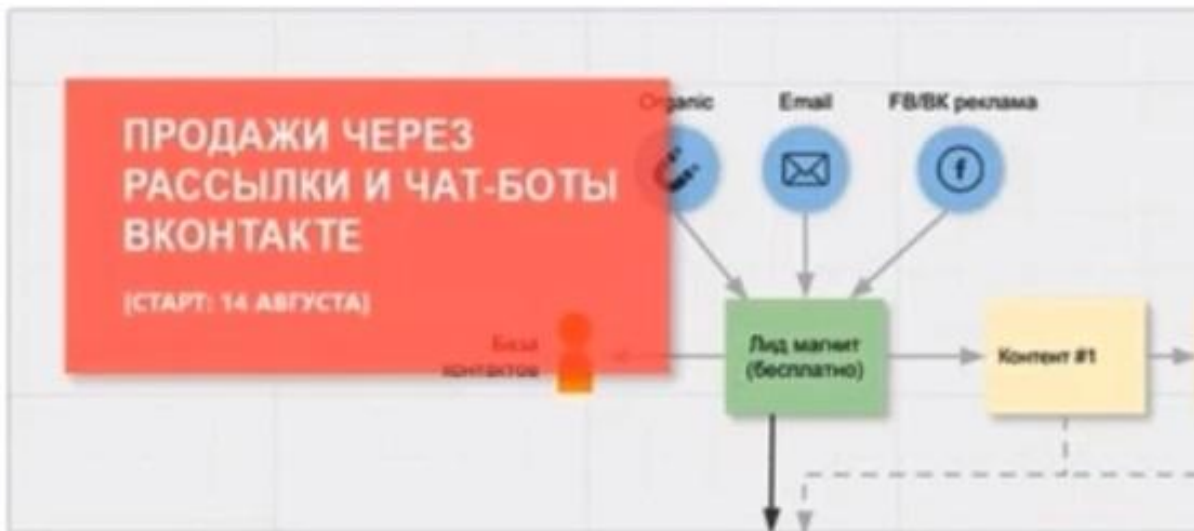 ПРОДАЖИ ЧЕРЕЗ
РАССЫЛКИ И ЧАТ-БОТЫ
ВКОНТАКТЕ
(СТАРТ: 14 АВГУСТА)
Organic
Email
FB/ВК реклама
База
контактов
Лид магнит
(бесплатно)
Контент #1